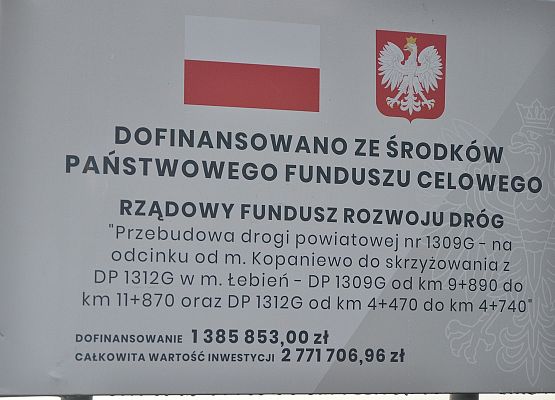 DOFINANSOWANO ZE ŚRODKÓW
PAŃSTWOWEGO FUNDUSZU CELOWEGO
RZĄDOWY FUNDUSZ ROZWOJU DRÓG
"Przebudowa drogi powiatowej nr 1309G - na
odcinku od m. Kopaniewo do skrzyżowania z
DP 1312G w m. Łebień - DP 1309G od km 9+890 do
km 11+870 oraz DP 1312G od km 4+470 do km 4+740"
DOFINANSOWANIE 1 385 853,00 zł
CAŁKOWITA WARTOŚĆ INWESTYCJI 2 771 706,96 zł